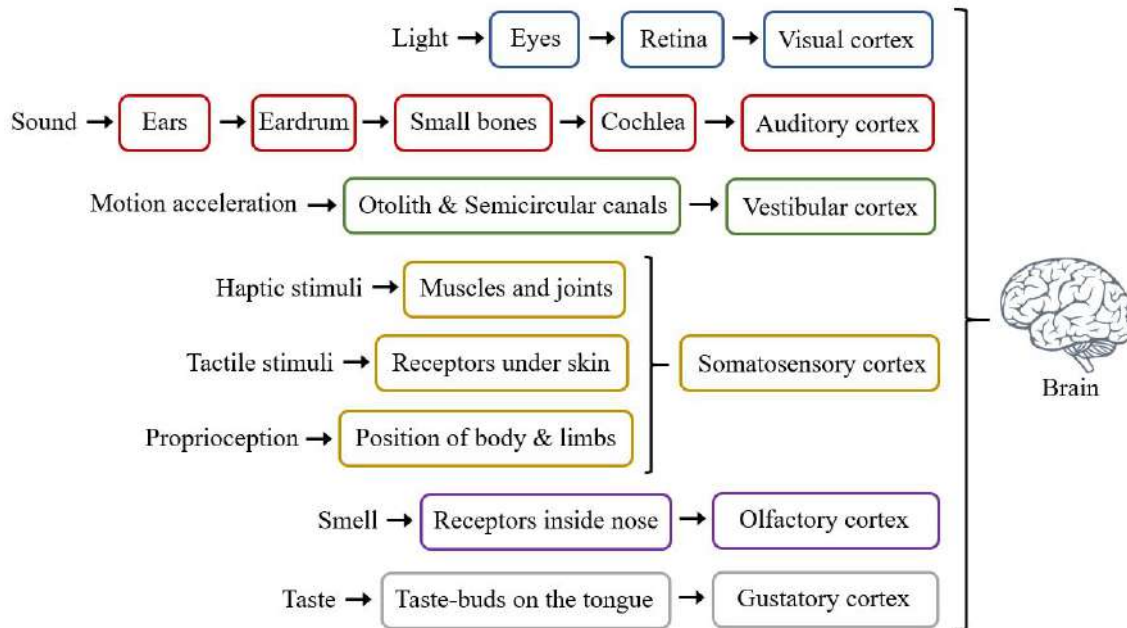 Light → Eyes → Retina → Visual cortex
Sound → Ears → Eardrum → Small bones → Cochlea → Auditory cortex
Motion acceleration → Otolith & Semicircular canals → Vestibular cortex
Haptic stimuli → Muscles and joints
Tactile stimuli → Receptors under skin
Somatosensory cortex
Proprioception → Position of body & limbs
Smell → Receptors inside nose → Olfactory cortex
Taste → Taste-buds on the tongue → Gustatory cortex
Brain